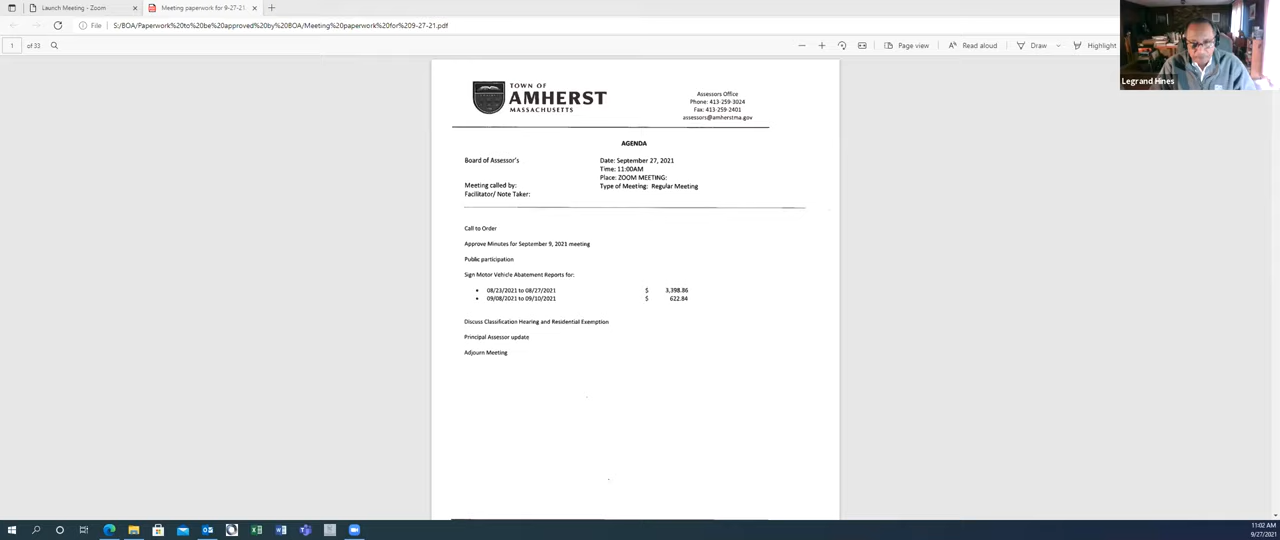 Launch Meeting - Zoom
Meeting paperwork for 9-27-21.
File
S:/BOA/Paperwork%20to%20be%20approved%20by%20BOA/Meeting%20paperwork%20for%209-27-21.pdf
1 of 33
Page view
Read aloud
Draw
Highlight
Legrand Hines
TOWN OF
AMHERST
MASSACHUSETTS
Assessors Office
Phone: 413-259-3024
Fax: 413-259-2401
assessors@amherstma.gov
AGENDA
Board of Assessor's
Date: September 27, 2021
Time: 11:00AM
Place: ZOOM MEETING:
Meeting called by:
Type of Meeting: Regular Meeting
Facilitator/ Note Taker:
Call to Order
Approve Minutes for September 9, 2021 meeting
Public participation
Sign Motor Vehicle Abatement Reports for:
• 08/23/2021 to 08/27/2021 $ 3,398.86
• 09/08/2021 to 09/10/2021 $ 622.84
Discuss Classification Hearing and Residential Exemption
Principal Assessor update
Adjourn Meeting
11:02 AM
9/27/2021